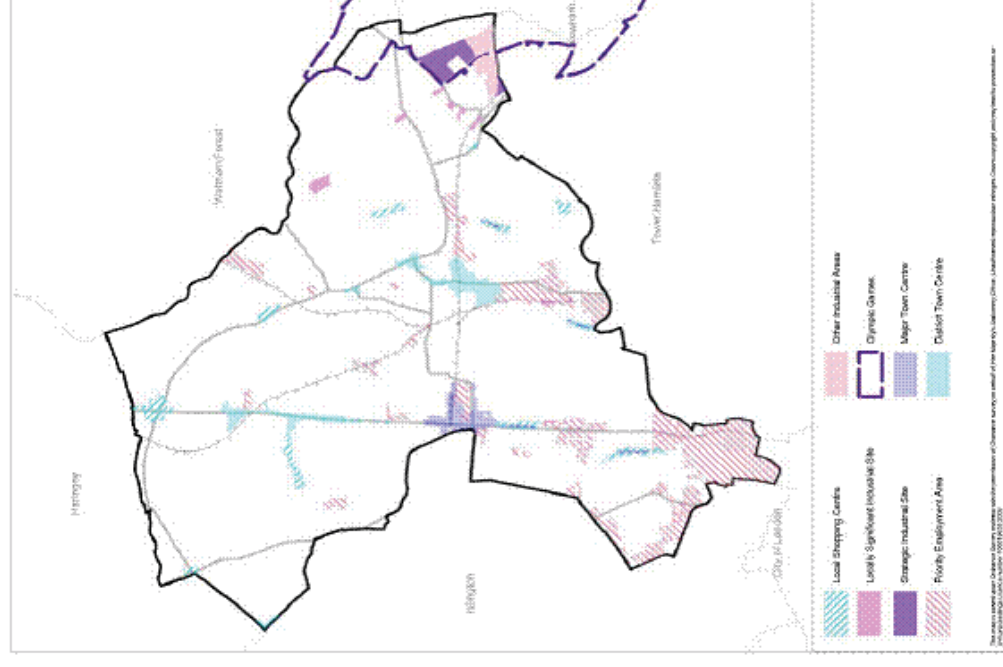 Waltham Forest
Newham
Haringey
Tower Hamlets
Islington
City of London
Local Shopping Centre
Locally Significant Industrial Site
Strategic Industrial Site
Priority Employment Area
Other Industrial Areas
Olympic Games
Major Town Centre
District Town Centre